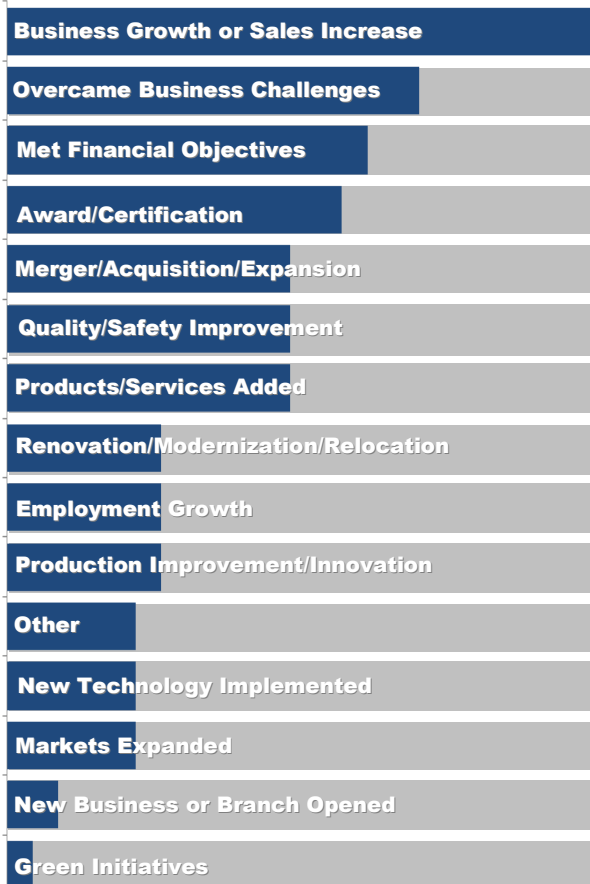 Business Growth or Sales Increase
Overcame Business Challenges
Met Financial Objectives
Award/Certification
Merger/Acquisition/Expansion
Quality/Safety Improvement
Products/Services Added
Renovation/Modernization/Relocation
Employment Growth
Production Improvement/Innovation
Other
New Technology Implemented
Markets Expanded
New Business or Branch Opened
Green Initiatives